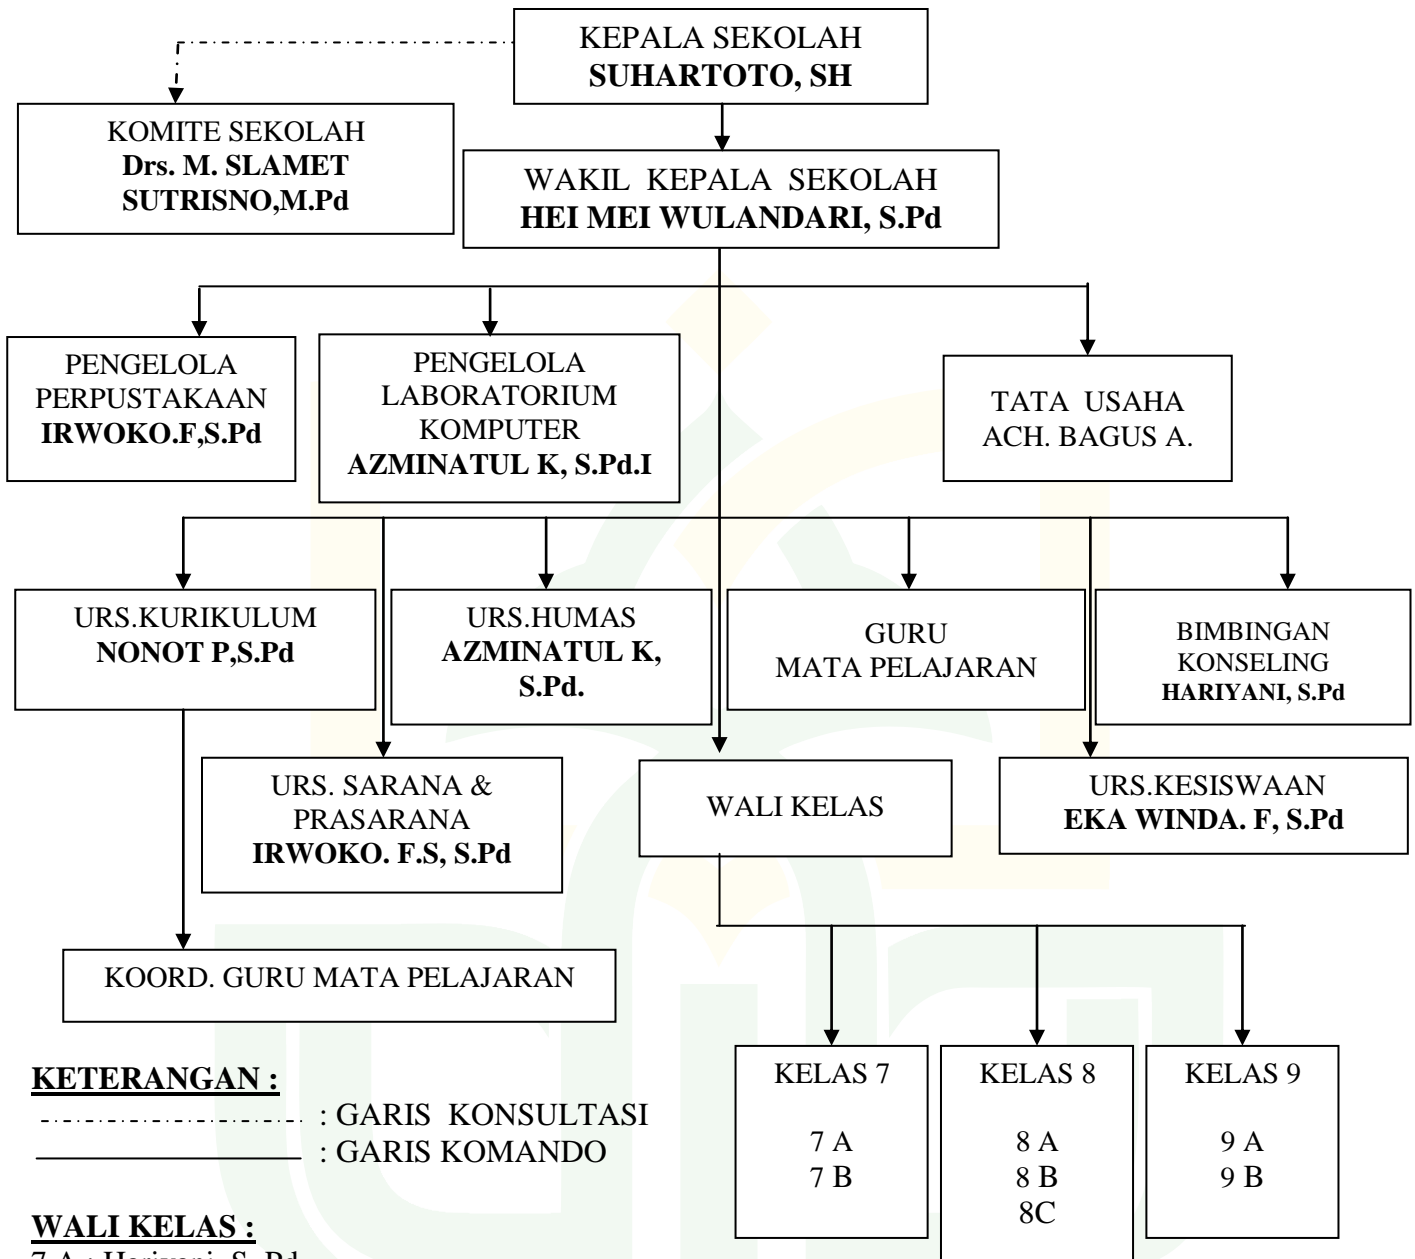 KEPALA SEKOLAH
SUHARTOTO, SH
KOMITE SEKOLAH
Drs. M. SLAMET
SUTRISNO,M.Pd
WAKIL KEPALA SEKOLAH
HEI MEI WULANDARI, S.Pd
PENGELOLA
PERPUSTAKAAN
IRWOKO.F,S.Pd
PENGELOLA
LABORATORIUM
KOMPUTER
AZMINATUL K, S.Pd.I
TATA USAHA
ACH. BAGUS A.
URS.KURIKULUM
NONOT P,S.Pd
URS.HUMAS
AZMINATUL K,
S.Pd.
GURU
MATA PELAJARAN
BIMBINGAN
KONSELING
HARIYANI, S.Pd
URS. SARANA &
PRASARANA
IRWOKO. F.S, S.Pd
WALI KELAS
URS.KESISWAAN
EKA WINDA. F, S.Pd
KOORD. GURU MATA PELAJARAN
KELAS 7
7 A
7 B
KELAS 8
8 A
8 B
8C
KELAS 9
9 A
9 B
KETERANGAN :
: GARIS KONSULTASI
: GARIS KOMANDO
WALI KELAS :
7 A : Hariyani, S. Pd